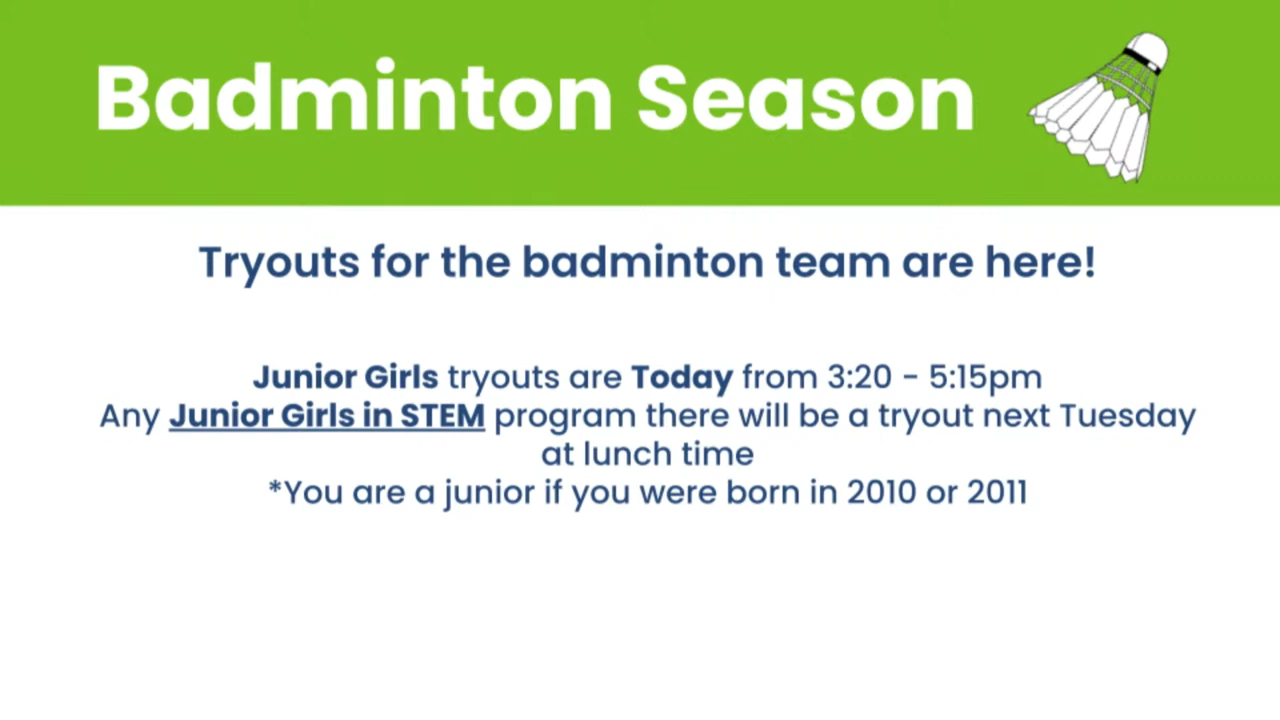 Badminton Season
Tryouts for the badminton team are here!
Junior Girls tryouts are Today from 3:20 - 5:15pm
Any Junior Girls in STEM program there will be a tryout next Tuesday
at lunch time
*You are a junior if you were born in 2010 or 2011